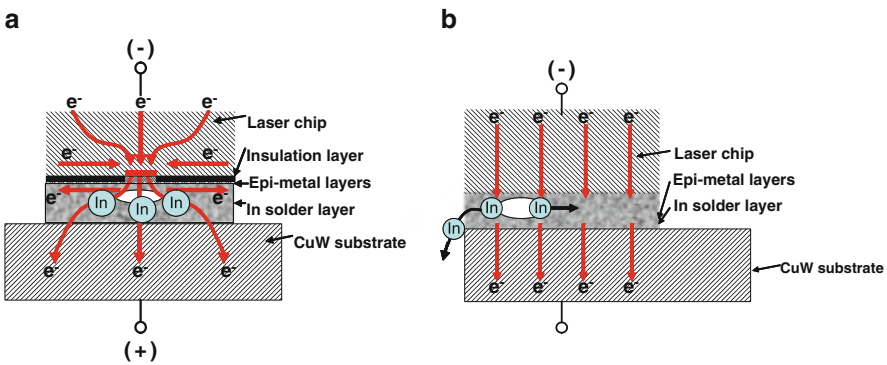 a
(-)
e- e- e-
Laser chip
e- e-
Insulation layer
Epi-metal layers
e- e-
In In In
In solder layer
CuW substrate
e- e- e-
(+)
b
(-)
e- e- e- e-
Laser chip
Epi-metal layers
In In
In solder layer
In
CuW substrate
e- e- e- e-